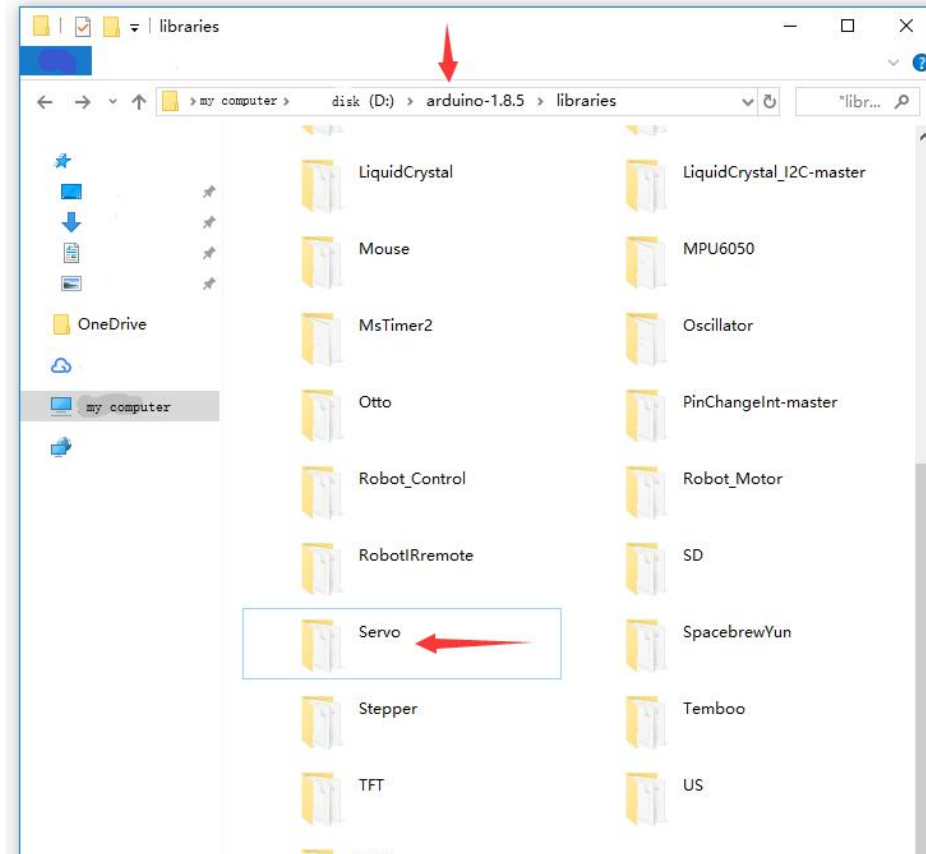 libraries
my computer > disk (D:) > arduino-1.8.5 > libraries
"libr...
LiquidCrystal
LiquidCrystal_I2C-master
Mouse
MPU6050
OneDrive
MsTimer2
Oscillator
my computer
Otto
PinChangeInt-master
Robot_Control
Robot_Motor
RobotIRremote
SD
Servo
SpacebrewYun
Stepper
Temboo
TFT
US